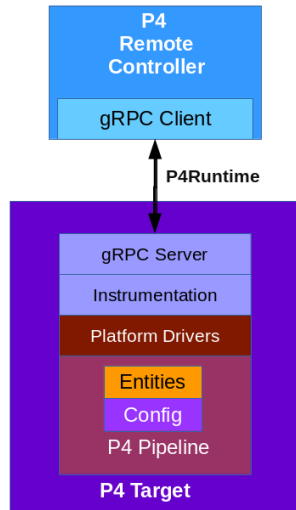 P4
Remote
Controller
gRPC Client
P4Runtime
gRPC Server
Instrumentation
Platform Drivers
Entities
Config
P4 Pipeline
P4 Target